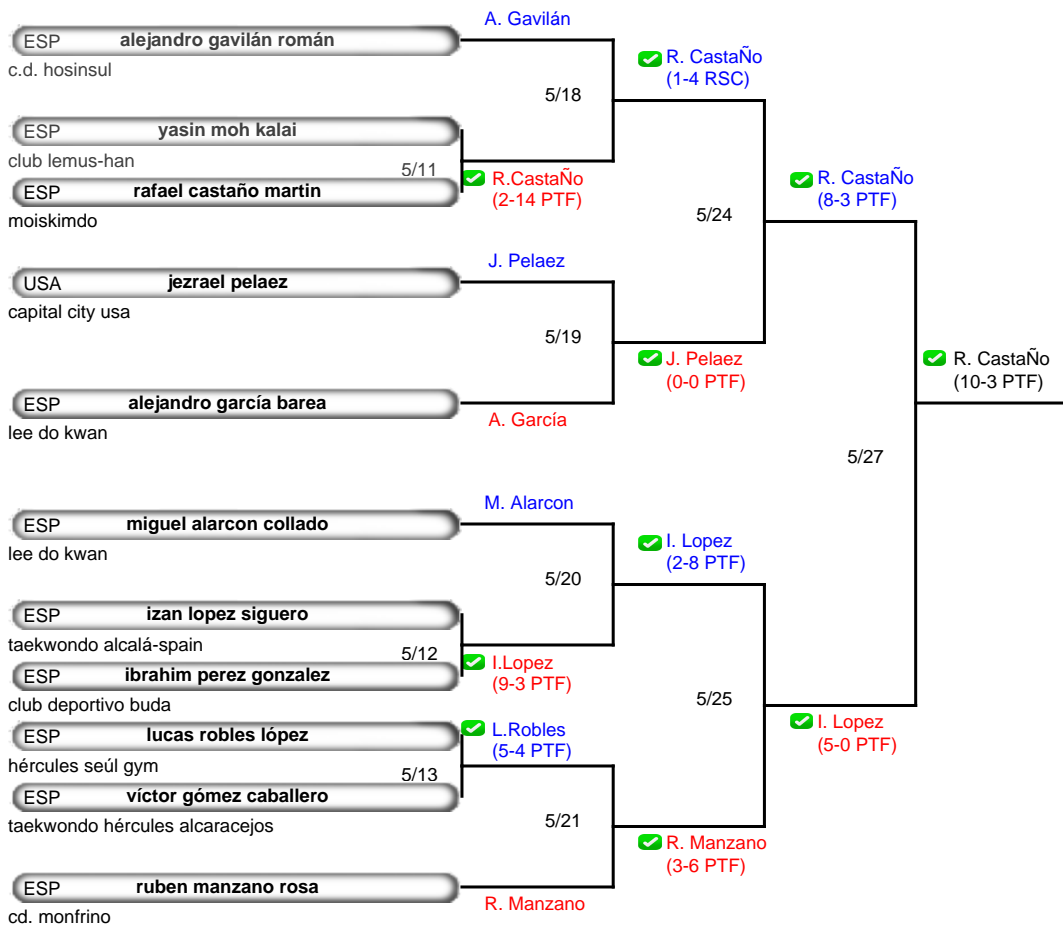 A. Gavilán
ESP alejandro gavilán román
c.d. hosinsul
R. CastaÑo
(1-4 RSC)
5/18
ESP yasin moh kalai
club lemus-han
5/11
ESP rafael castaño martin
moiskimdo
R.CastaÑo
(2-14 PTF)
R. CastaÑo
(8-3 PTF)
5/24
J. Pelaez
USA jezrael pelaez
capital city usa
5/19
J. Pelaez
(0-0 PTF)
R. CastaÑo
(10-3 PTF)
ESP alejandro garcía barea
lee do kwan
A. García
5/27
M. Alarcon
ESP miguel alarcon collado
lee do kwan
I. Lopez
(2-8 PTF)
5/20
ESP izan lopez siguero
taekwondo alcalá-spain
5/12
ESP ibrahim perez gonzalez
club deportivo buda
I.Lopez
(9-3 PTF)
5/25
ESP lucas robles lópez
hércules seúl gym
L.Robles
(5-4 PTF)
I. Lopez
(5-0 PTF)
5/13
ESP víctor gómez caballero
taekwondo hércules alcaracejos
5/21
R. Manzano
(3-6 PTF)
ESP ruben manzano rosa
cd. monfrino
R. Manzano